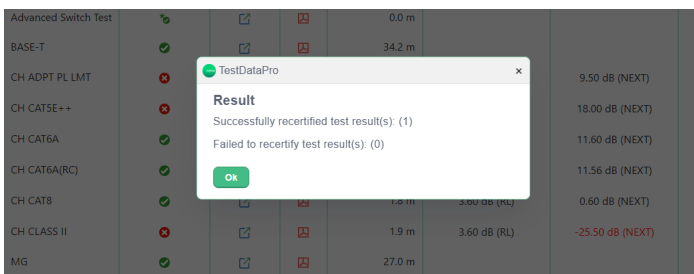 Advanced Switch Test 0.0 m
BASE-T 34.2 m
TestDataPro ×
CH ADPT PL LMT 9.50 dB (NEXT)
Result
CH CAT5E++ 18.00 dB (NEXT)
Successfully recertified test result(s): (1)
CH CAT6A 11.60 dB (NEXT)
Failed to recertify test result(s): (0)
CH CAT6A(RC) 11.56 dB (NEXT)
Ok
CH CAT8 1.8 m 3.60 dB (RL) 0.60 dB (NEXT)
CH CLASS II 1.9 m 3.60 dB (RL) -25.50 dB (NEXT)
MG 27.0 m